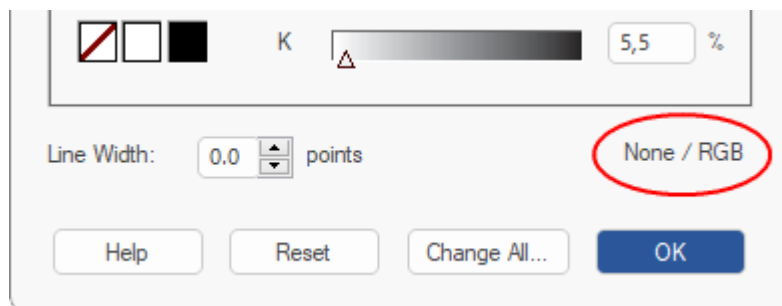 K 5,5 %
Line Width: 0.0 points None / RGB
Help Reset Change All... OK